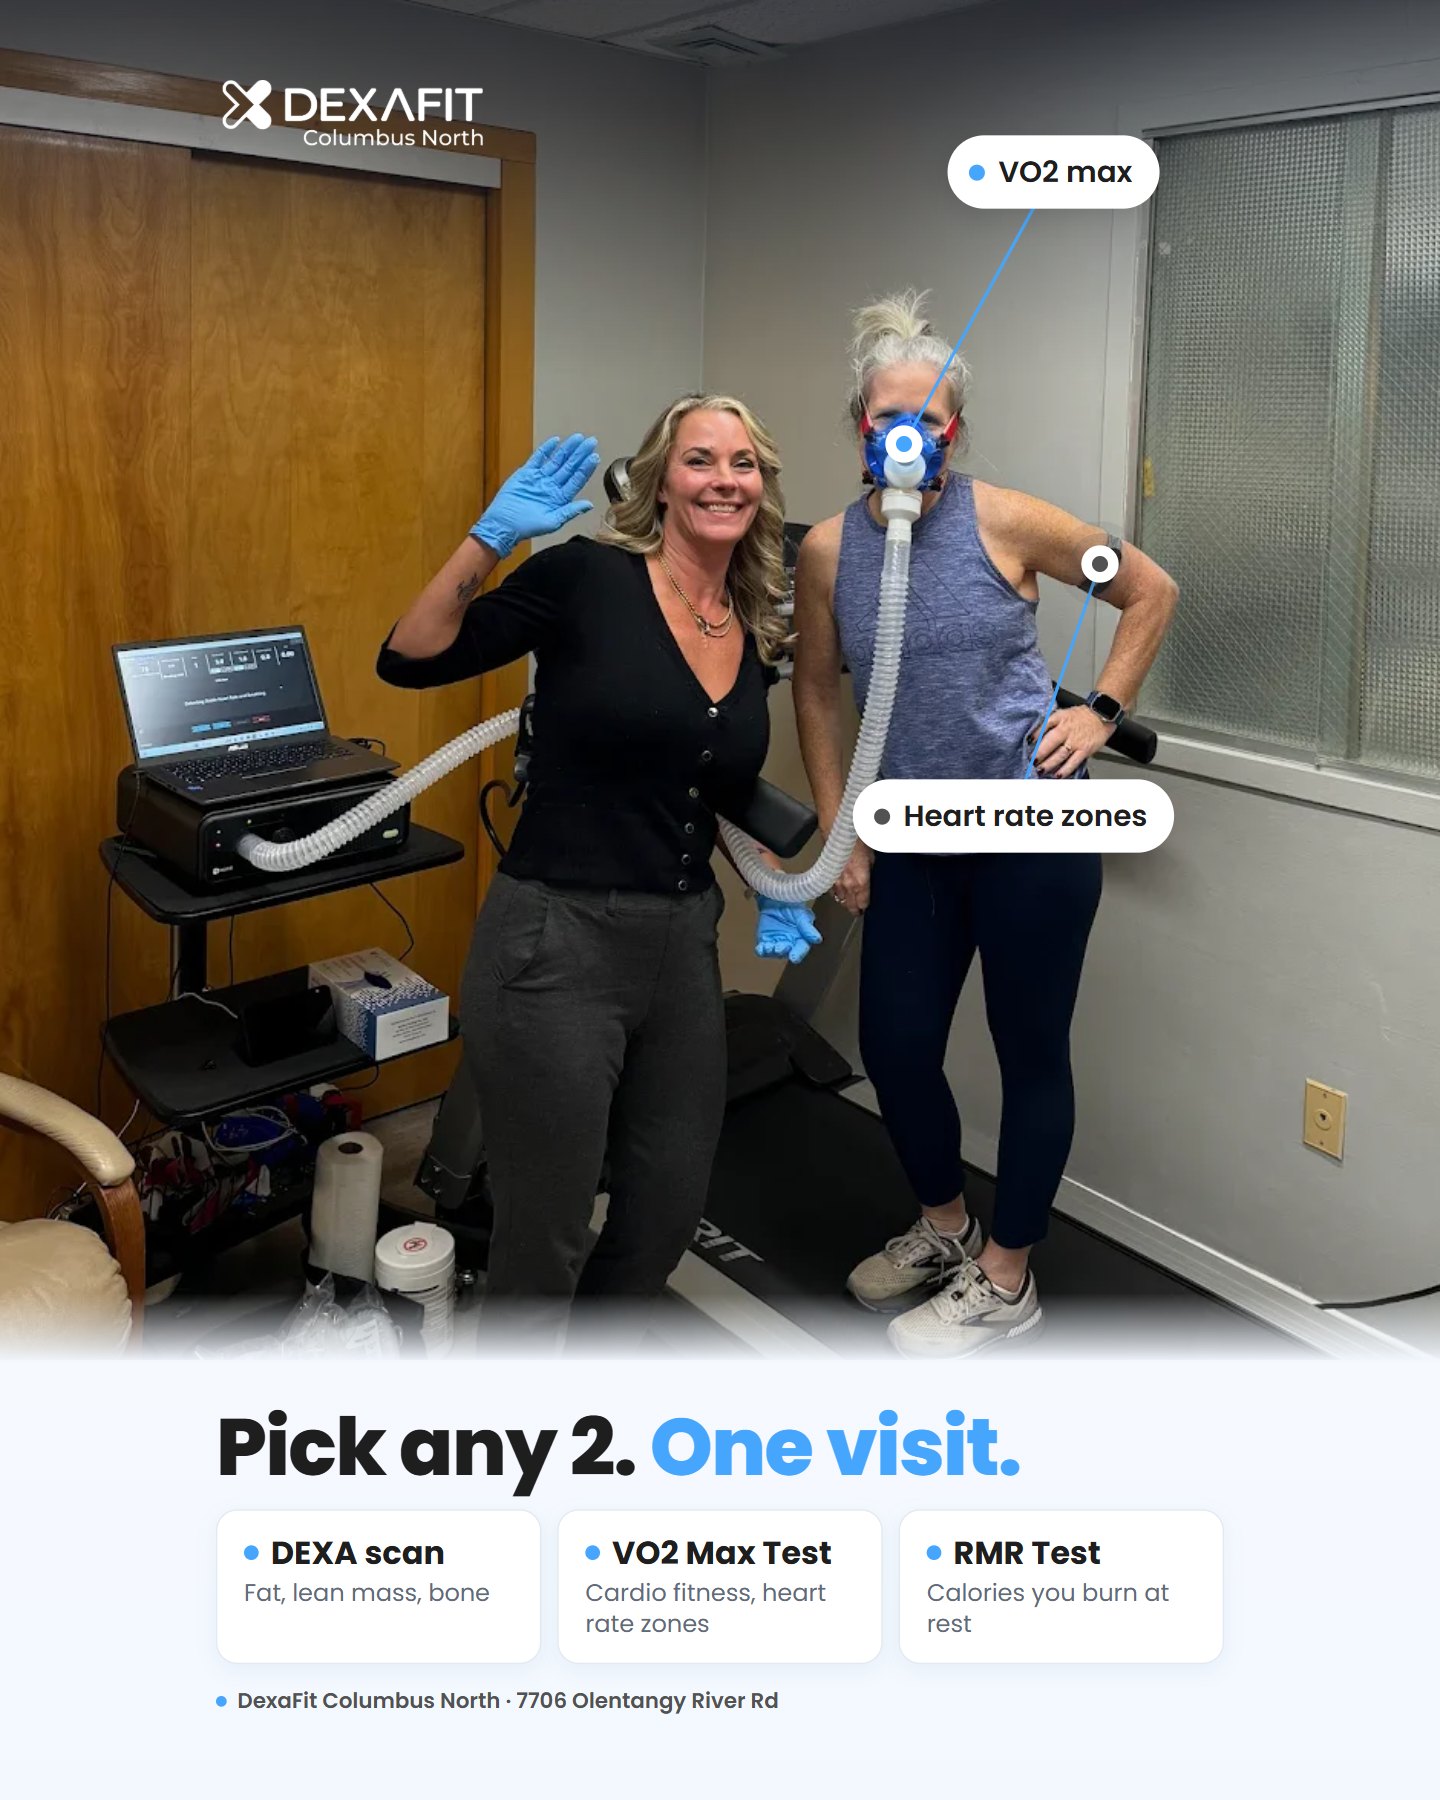 DEXAFIT
Columbus North
VO2 max
Heart rate zones
ASUS
RIT
Pick any 2. One visit.
DEXA scan
Fat, lean mass, bone
VO2 Max Test
Cardio fitness, heart
rate zones
RMR Test
Calories you burn at
rest
DexaFit Columbus North · 7706 Olentangy River Rd